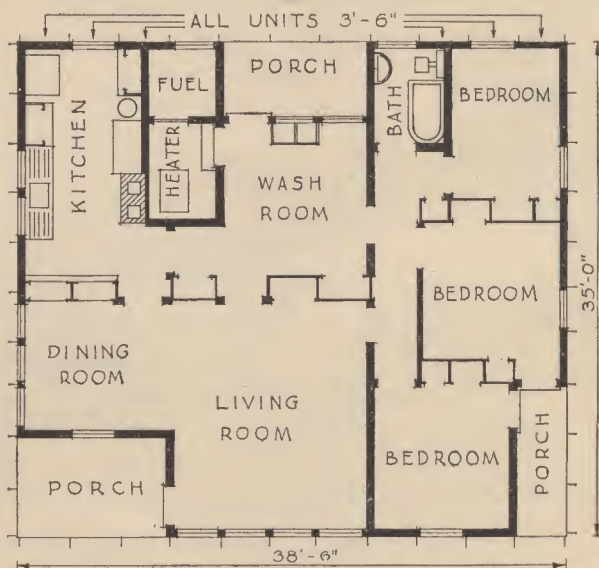 ALL UNITS 3'-6"
FUEL
PORCH
BATH
BEDROOM
KITCHEN
HEATER
WASH
ROOM
BEDROOM
35'-0"
DINING
ROOM
LIVING
ROOM
BEDROOM
PORCH
PORCH
38'-6"